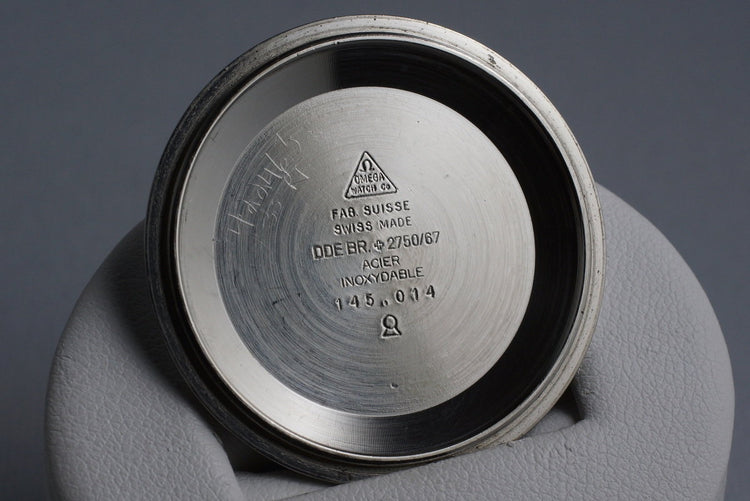 Ω
OMEGA
WATCH CO
FAB. SUISSE
SWISS MADE
DDE BR. + 2750/67
ACIER
INOXYDABLE
145.014